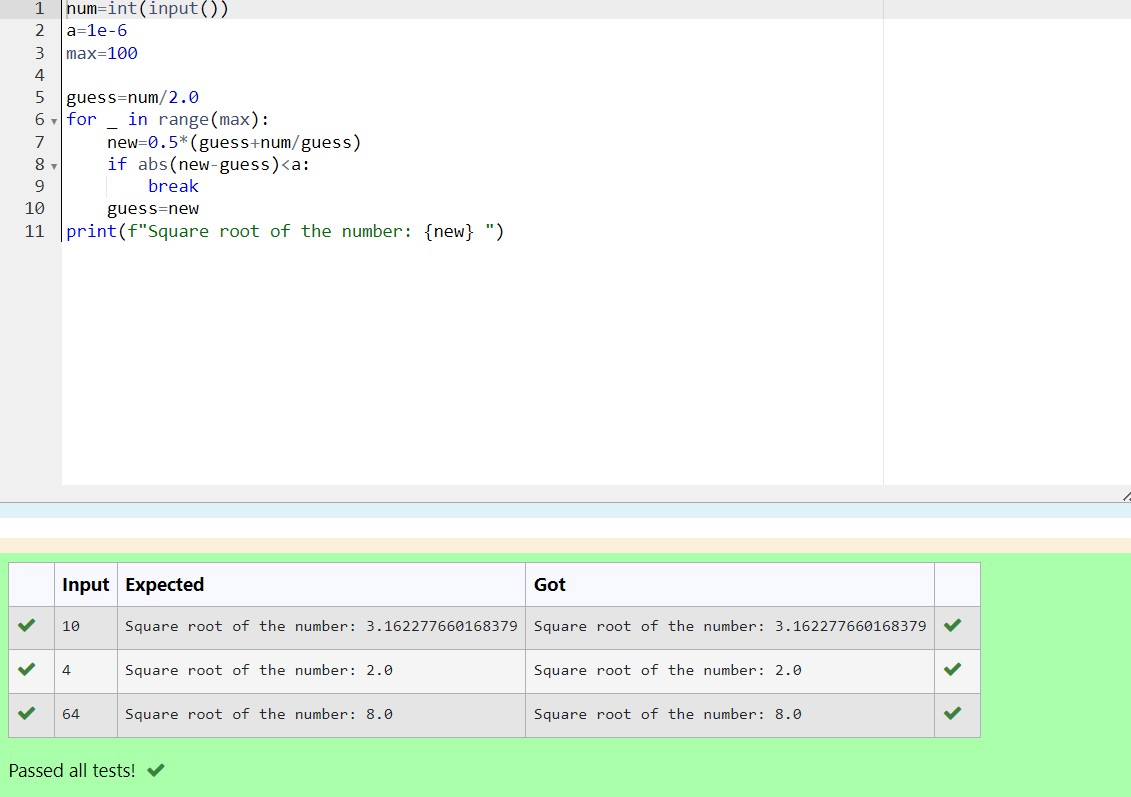 1 num=int(input())
2 a=1e-6
3 max=100
4
5 guess=num/2.0
6 for _ in range(max):
7     new=0.5*(guess+num/guess)
8     if abs(new-guess)<a:
9         break
10     guess=new
11 print(f"Square root of the number: {new} ")
Input Expected Got
10 Square root of the number: 3.162277660168379 Square root of the number: 3.162277660168379
4 Square root of the number: 2.0 Square root of the number: 2.0
64 Square root of the number: 8.0 Square root of the number: 8.0
Passed all tests!